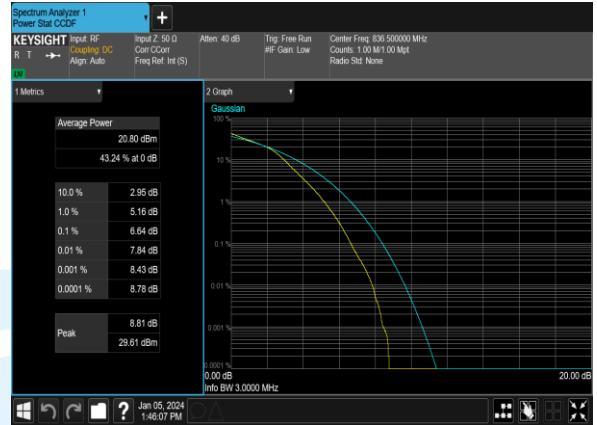 Spectrum Analyzer 1
Power Stat CCDF
KEYSIGHT
R T
LW
Input: RF
Coupling: DC
Align: Auto
Input Z: 50 Ω
Corr CCorr
Freq Ref: Int (S)
Atten: 40 dB
Trig: Free Run
#IF Gain: Low
Center Freq: 836.500000 MHz
Counts: 1.00 M/1.00 Mpt
Radio Std: None
1 Metrics
Average Power
20.80 dBm
43.24 % at 0 dB
10.0 % 2.95 dB
1.0 % 5.16 dB
0.1 % 6.64 dB
0.01 % 7.84 dB
0.001 % 8.43 dB
0.0001 % 8.78 dB
Peak
8.81 dB
29.61 dBm
2 Graph
Gaussian
100 %
10 %
1 %
0.1 %
0.01 %
0.001 %
0.0001 %
0.00 dB 20.00 dB
Info BW 3.0000 MHz
?
Jan 05, 2024
1:46:07 PM